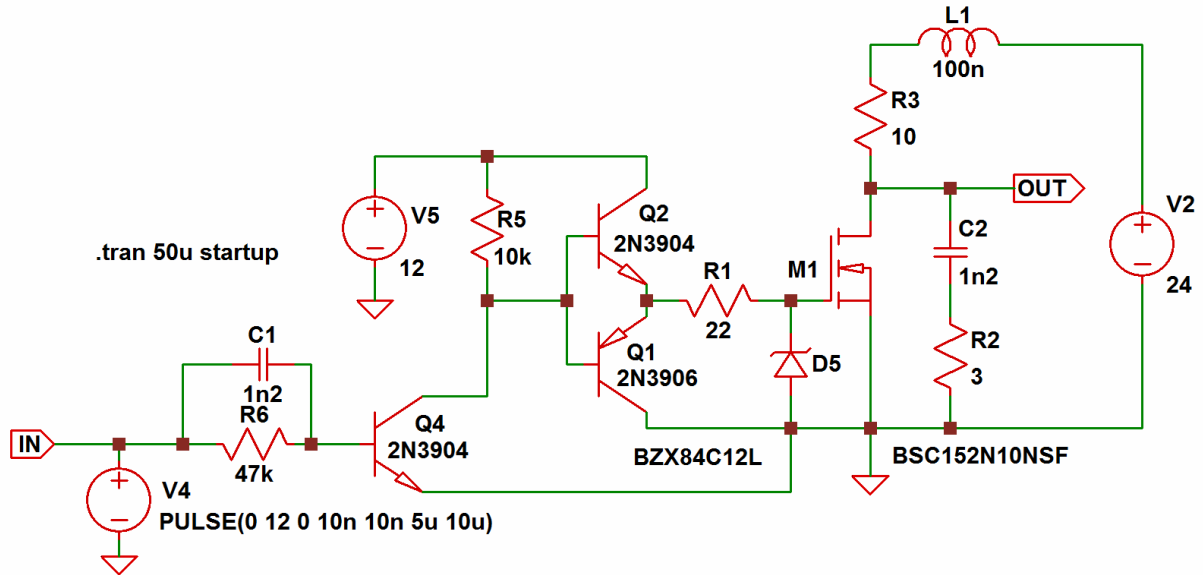 L1
100n
R3
10
OUT
V2
24
C2
1n2
R2
3
M1
BSC152N10NSF
Q2
2N3904
R5
10k
V5
12
.tran 50u startup
R1
22
Q1
2N3906
D5
BZX84C12L
C1
1n2
R6
47k
Q4
2N3904
IN
V4
PULSE(0 12 0 10n 10n 5u 10u)